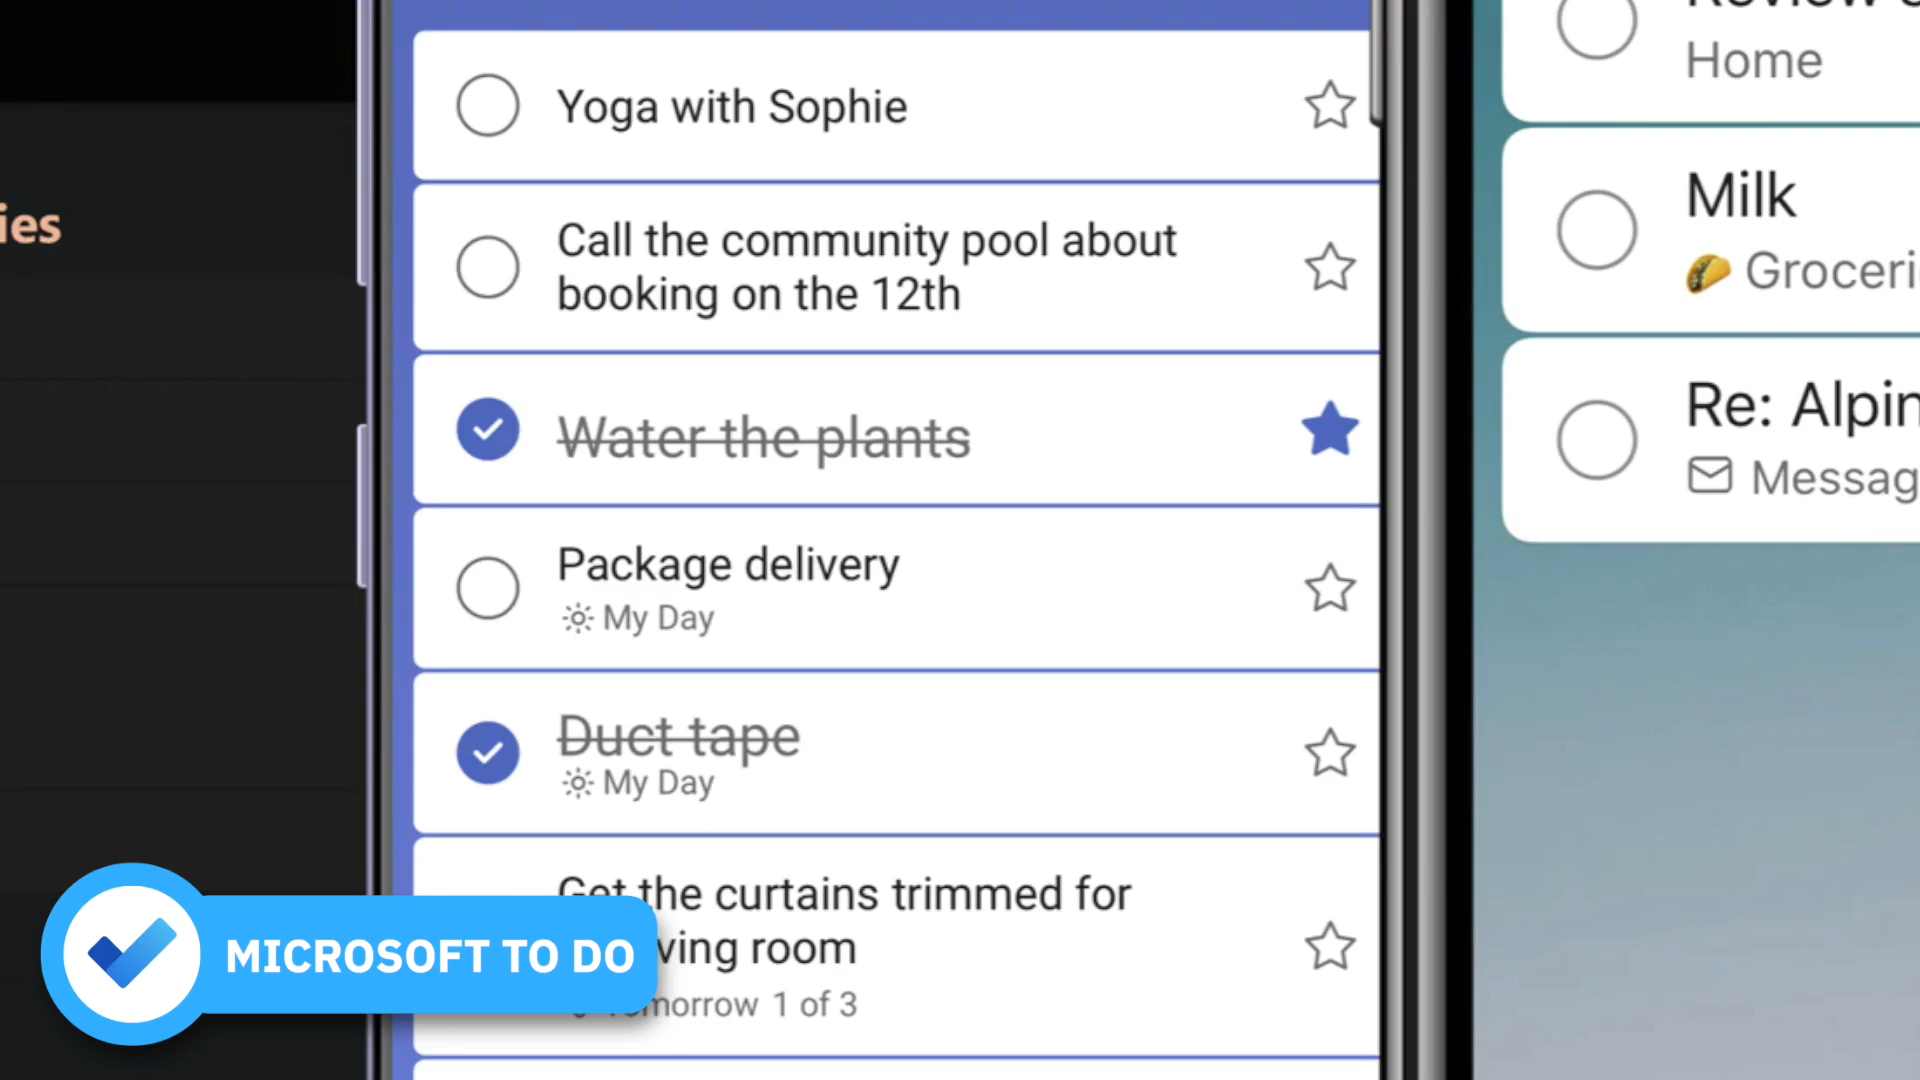 ies
Yoga with Sophie
Call the community pool about
booking on the 12th
Water the plants
Package delivery
My Day
Duct tape
My Day
Get the curtains trimmed for
ving room
morrow 1 of 3
MICROSOFT TO DO
Home
Milk
Groceri
Re: Alpin
Messag